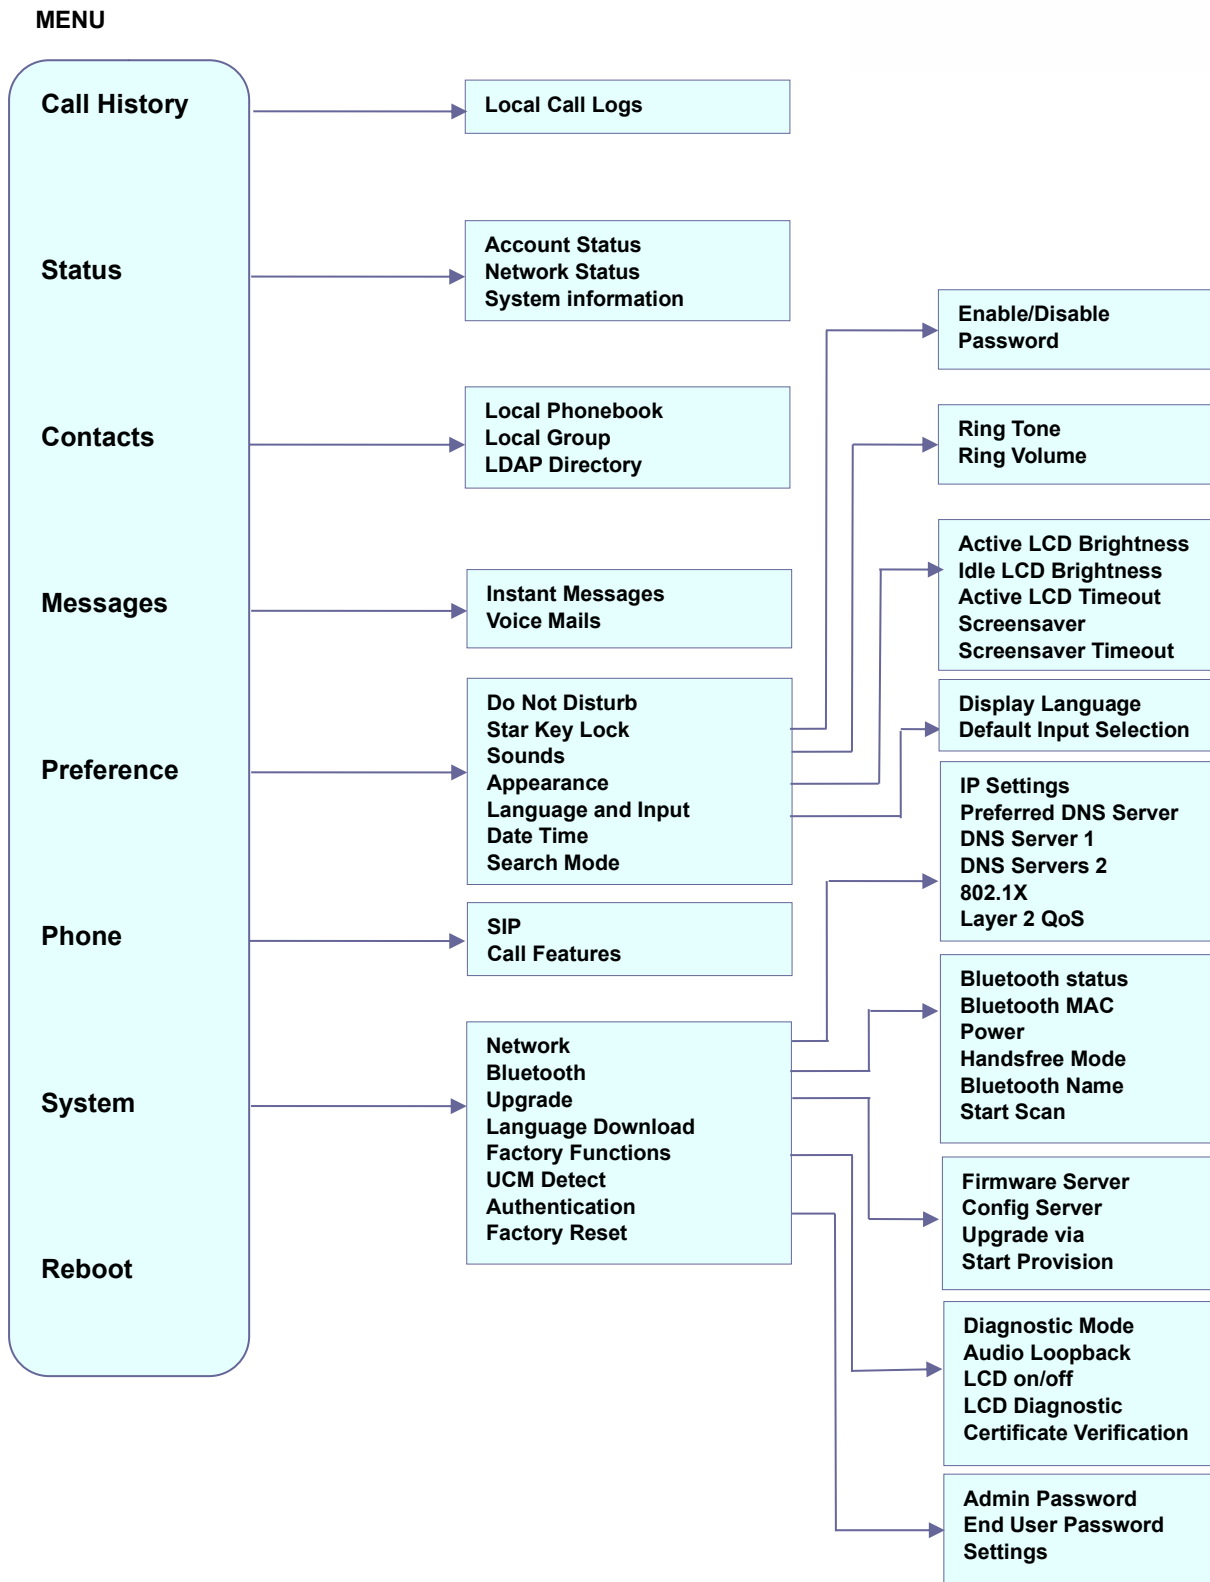 MENU
Call History
Local Call Logs
Status
Account Status
Network Status
System information
Enable/Disable
Password
Contacts
Local Phonebook
Local Group
LDAP Directory
Ring Tone
Ring Volume
Active LCD Brightness
Idle LCD Brightness
Active LCD Timeout
Screensaver
Screensaver Timeout
Messages
Instant Messages
Voice Mails
Preference
Do Not Disturb
Star Key Lock
Sounds
Appearance
Language and Input
Date Time
Search Mode
Display Language
Default Input Selection
IP Settings
Preferred DNS Server
DNS Server 1
DNS Servers 2
802.1X
Layer 2 QoS
Phone
SIP
Call Features
Bluetooth status
Bluetooth MAC
Power
Handsfree Mode
Bluetooth Name
Start Scan
System
Network
Bluetooth
Upgrade
Language Download
Factory Functions
UCM Detect
Authentication
Factory Reset
Firmware Server
Config Server
Upgrade via
Start Provision
Reboot
Diagnostic Mode
Audio Loopback
LCD on/off
LCD Diagnostic
Certificate Verification
Admin Password
End User Password
Settings